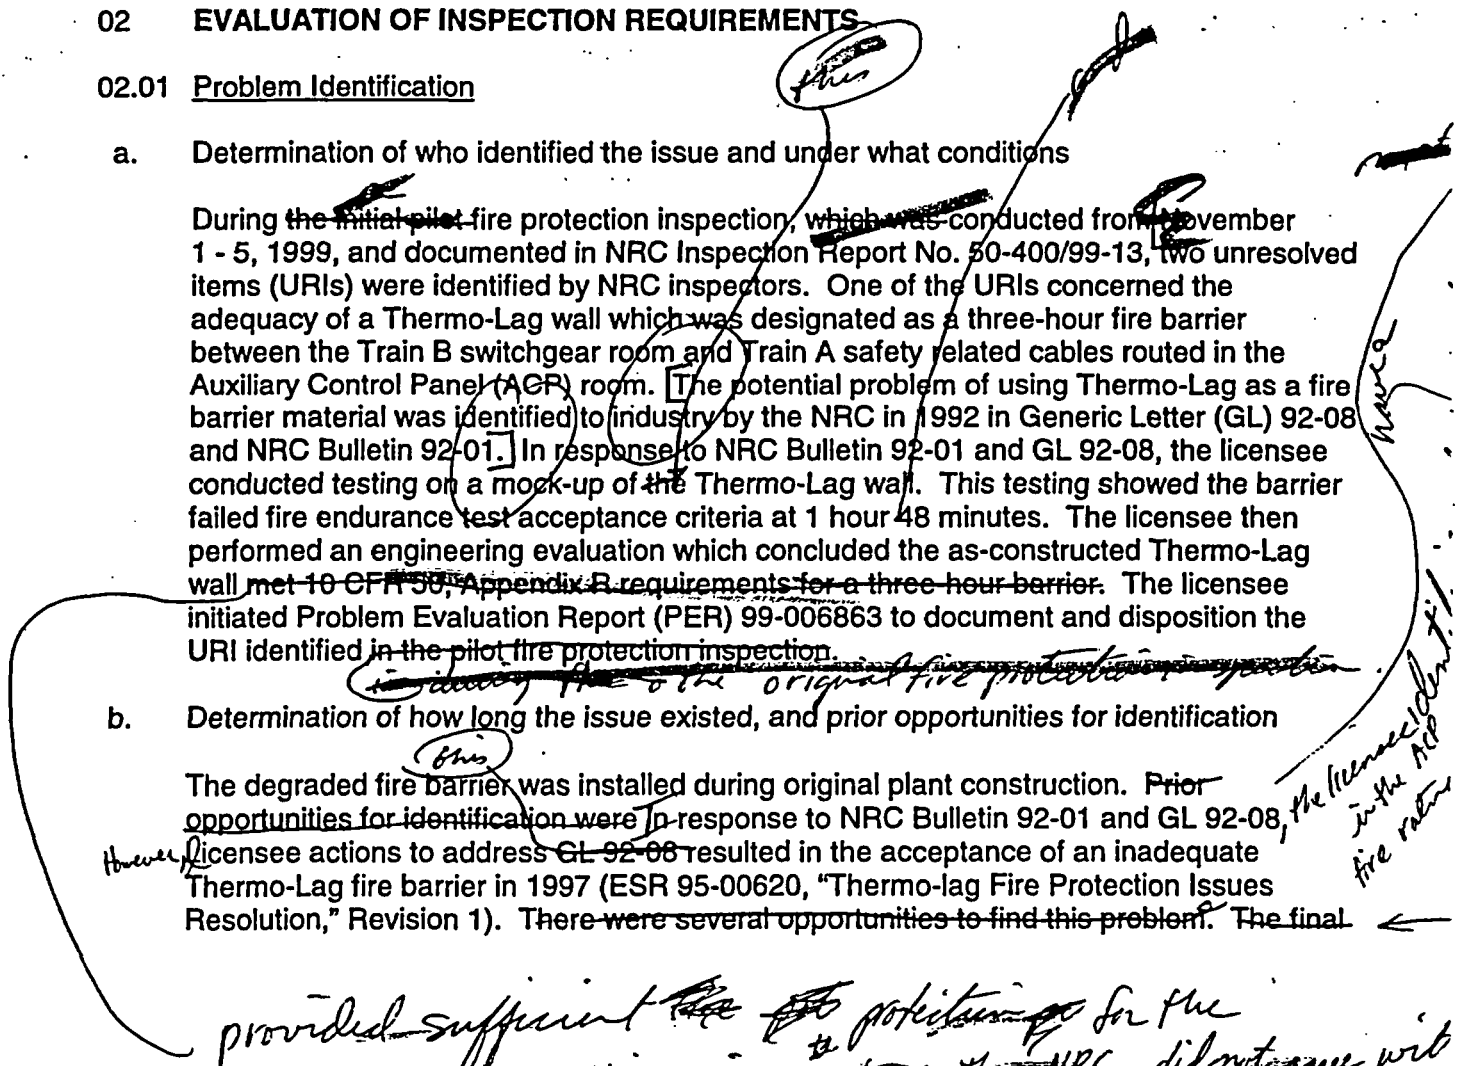 02 EVALUATION OF INSPECTION REQUIREMENTS
this
of
02.01 Problem Identification
a. Determination of who identified the issue and under what conditions
During the initial pilot fire protection inspection, which was conducted from November
1 - 5, 1999, and documented in NRC Inspection Report No. 50-400/99-13, two unresolved
items (URIs) were identified by NRC inspectors. One of the URIs concerned the
adequacy of a Thermo-Lag wall which was designated as a three-hour fire barrier
between the Train B switchgear room and Train A safety related cables routed in the
Auxiliary Control Panel (ACP) room. [The potential problem of using Thermo-Lag as a fire
barrier material was identified to industry by the NRC in 1992 in Generic Letter (GL) 92-08
and NRC Bulletin 92-01.] In response to NRC Bulletin 92-01 and GL 92-08, the licensee
conducted testing on a mock-up of the Thermo-Lag wall. This testing showed the barrier
failed fire endurance test acceptance criteria at 1 hour 48 minutes. The licensee then
performed an engineering evaluation which concluded the as-constructed Thermo-Lag
wall met 10 CFR 50, Appendix R requirements for a three-hour barrier. The licensee
initiated Problem Evaluation Report (PER) 99-006863 to document and disposition the
URI identified in the pilot fire protection inspection.
during the original fire protection inspection
b. Determination of how long the issue existed, and prior opportunities for identification
this
The degraded fire barrier was installed during original plant construction. Prior
opportunities for identification were In response to NRC Bulletin 92-01 and GL 92-08,
the licensee identifi
in the ACP
fire rating
However, licensee actions to address GL 92-08 resulted in the acceptance of an inadequate
Thermo-Lag fire barrier in 1997 (ESR 95-00620, “Thermo-lag Fire Protection Issues
Resolution,” Revision 1). There were several opportunities to find this problem. The final
provided sufficient protection for the
NRC did not agree with